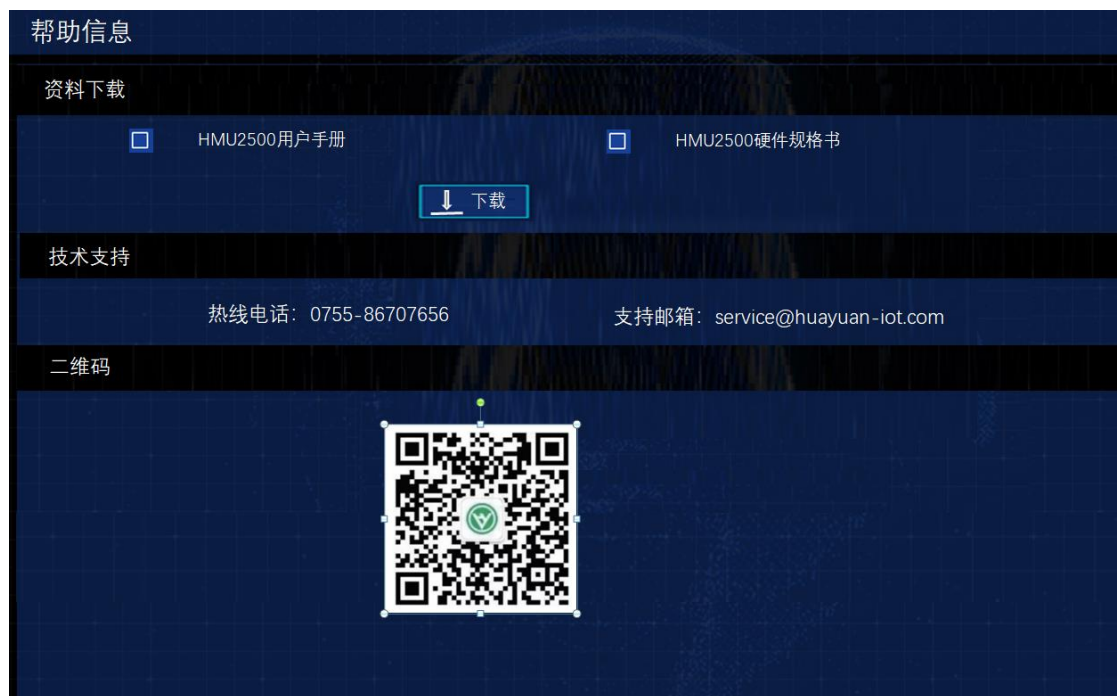 帮助信息
资料下载
HMU2500用户手册 HMU2500硬件规格书
下载
技术支持
热线电话：0755-86707656 支持邮箱：service@huayuan-iot.com
二维码